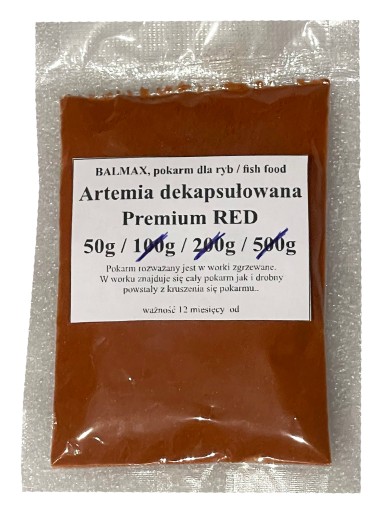 BALMAX, pokarm dla ryb / fish food
Artemia dekapsułowana
Premium RED
50g / 100g / 200g / 500g
Pokarm rozważany jest w worki zgrzewane.
W worku znajduje się cały pokarm jak i drobny
powstały z kruszenia się pokarmu..
ważność 12 miesięcy od